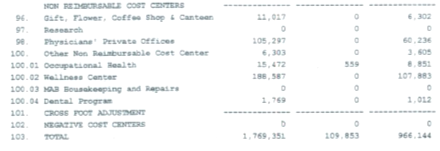 NON REIMBURSABLE COST CENTERS
96. Gift, Flower, Coffee Shop & Canteen 11,017 0 6,302
97. Research 0 0 0
98. Physicians' Private Offices 105,297 0 60,236
100. Other Non Reimbursable Cost Center 6,303 0 3,605
100.01 Occupational Health 15,472 559 8,851
100.02 Wellness Center 188,587 0 107,883
100.03 MAB Housekeeping and Repairs 0 0 0
100.04 Dental Program 1,769 0 1,012
101. CROSS FOOT ADJUSTMENT
102. NEGATIVE COST CENTERS 0 0 0
103. TOTAL 1,769,351 109,853 966,144